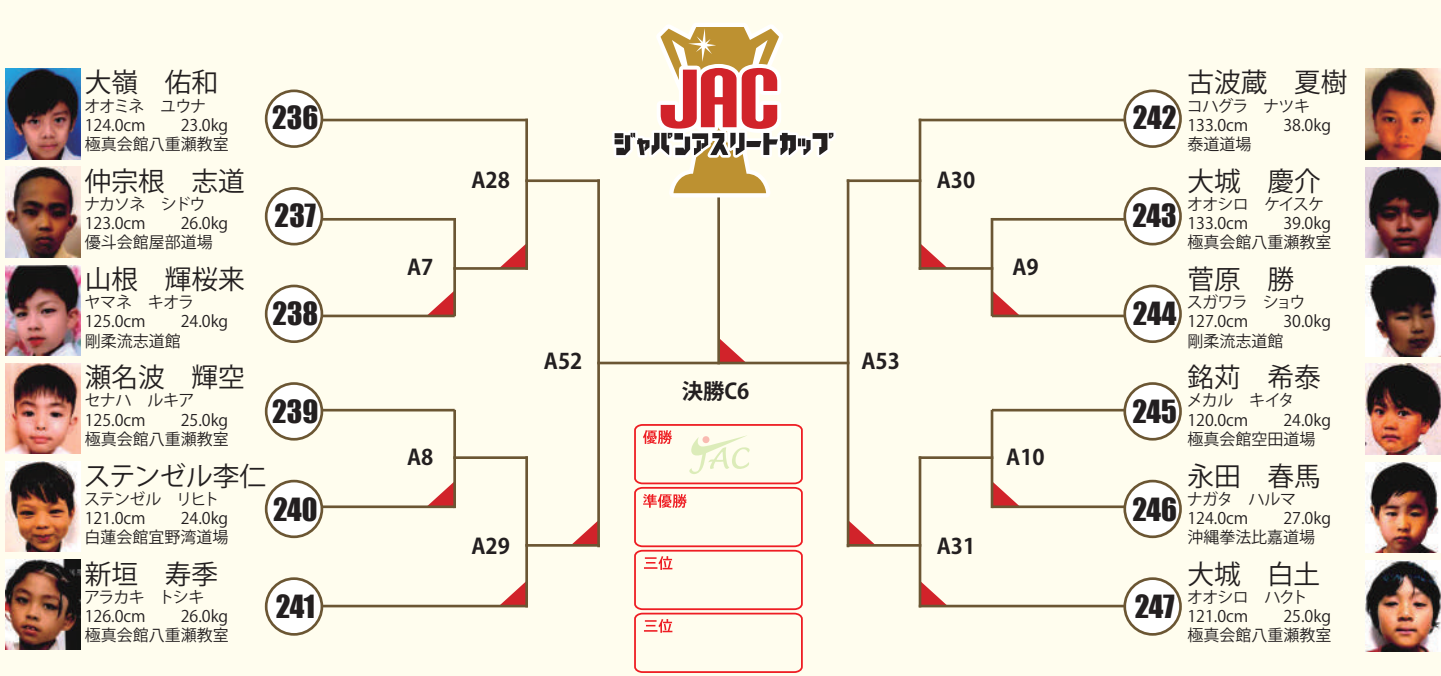 JAC
ジャパンアスリートカップ
大嶺　佑和
オオミネ　ユウナ
124.0cm　23.0kg
極真会館八重瀬教室
236
仲宗根　志道
ナカソネ　シドウ
123.0cm　26.0kg
優斗会館屋部道場
237
山根　輝桜来
ヤマネ　キオラ
125.0cm　24.0kg
剛柔流志道館
238
瀬名波　輝空
セナハ　ルキア
125.0cm　25.0kg
極真会館八重瀬教室
239
ステンゼル李仁
ステンゼル　リヒト
121.0cm　24.0kg
白蓮会館宜野湾道場
240
新垣　寿季
アラカキ　トシキ
126.0cm　26.0kg
極真会館八重瀬教室
241
A28
A7
A52
A8
A29
決勝C6
優勝
JAC
準優勝
三位
三位
A30
A9
A53
A10
A31
古波蔵　夏樹
コハグラ　ナツキ
133.0cm　38.0kg
泰道道場
242
大城　慶介
オオシロ　ケイスケ
133.0cm　39.0kg
極真会館八重瀬教室
243
菅原　勝
スガワラ　ショウ
127.0cm　30.0kg
剛柔流志道館
244
銘苅　希泰
メカル　キイタ
120.0cm　24.0kg
極真会館空田道場
245
永田　春馬
ナガタ　ハルマ
124.0cm　27.0kg
沖縄拳法比嘉道場
246
大城　白土
オオシロ　ハクト
121.0cm　25.0kg
極真会館八重瀬教室
247